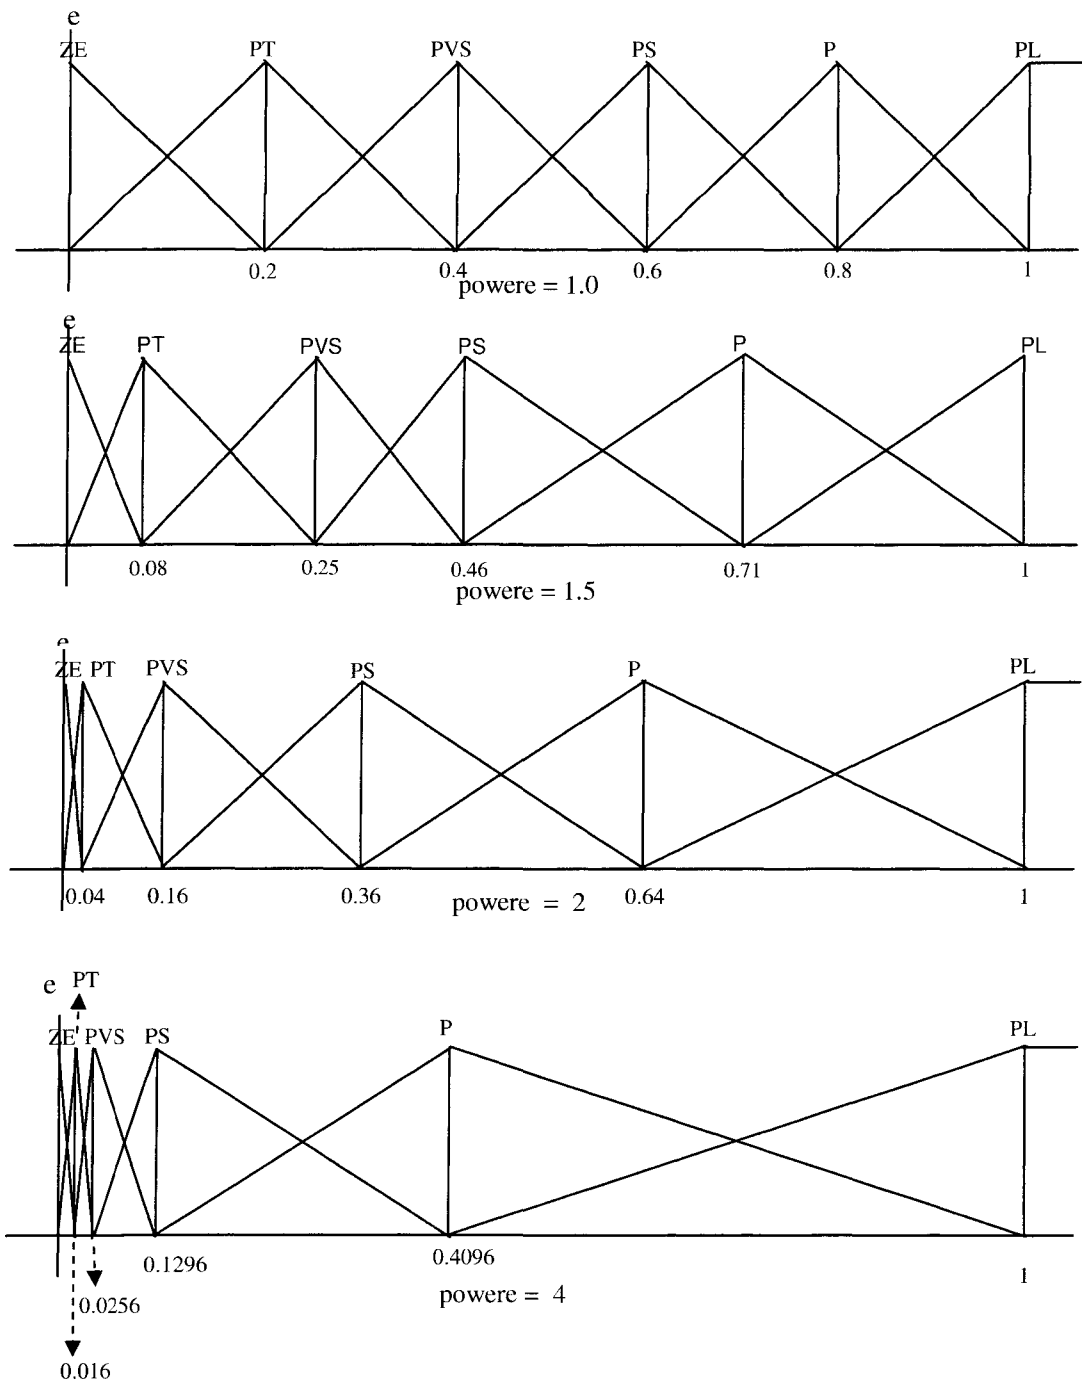 e
ZE PT PVS PS P PL
0.2 0.4 0.6 0.8 1
powere = 1.0
e
ZE PT PVS PS P PL
0.08 0.25 0.46 0.71 1
powere = 1.5
e
ZE PT PVS PS P PL
0.04 0.16 0.36 0.64 1
powere = 2
e PT
ZE PVS PS P PL
0.1296 0.4096 1
powere = 4
0.0256
0.016